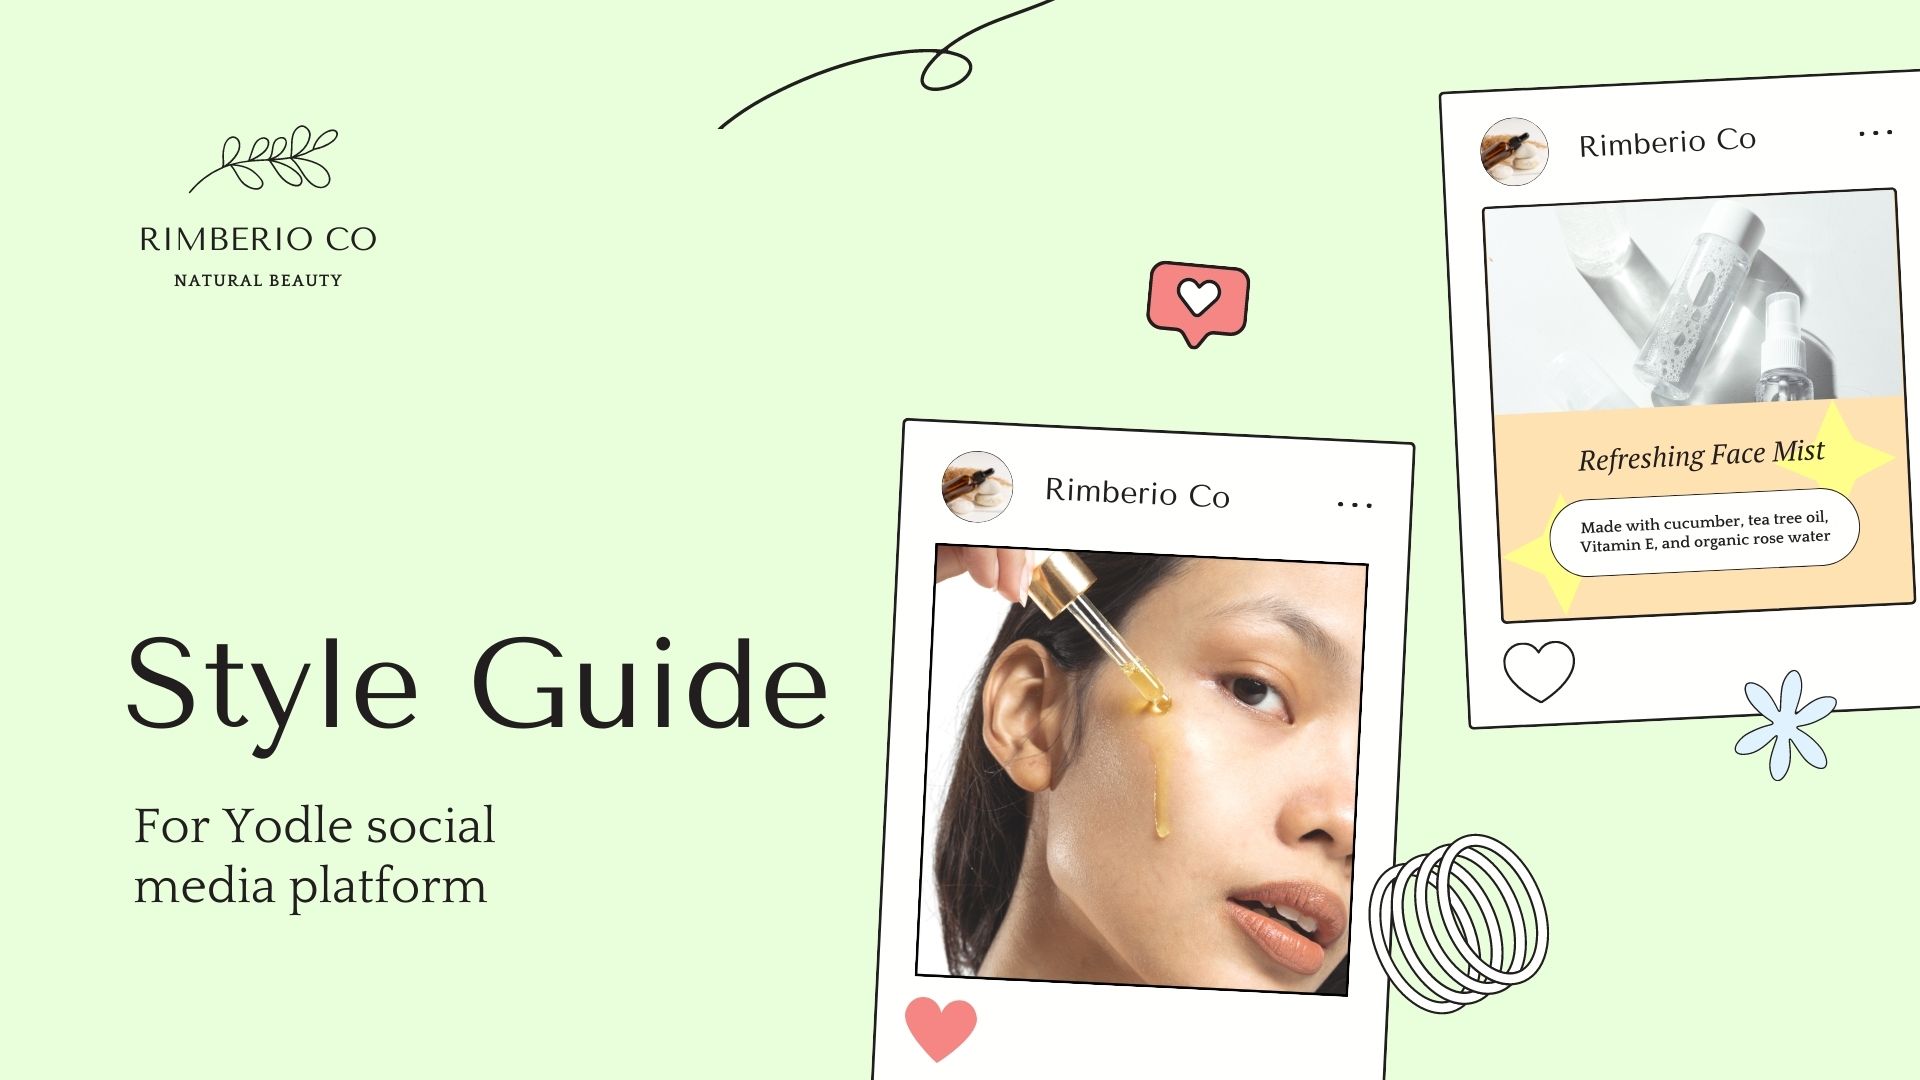 RIMBERIO CO
NATURAL BEAUTY
Style Guide
For Yodle social
media platform
Rimberio Co
Rimberio Co
Refreshing Face Mist
Made with cucumber, tea tree oil,
Vitamin E, and organic rose water